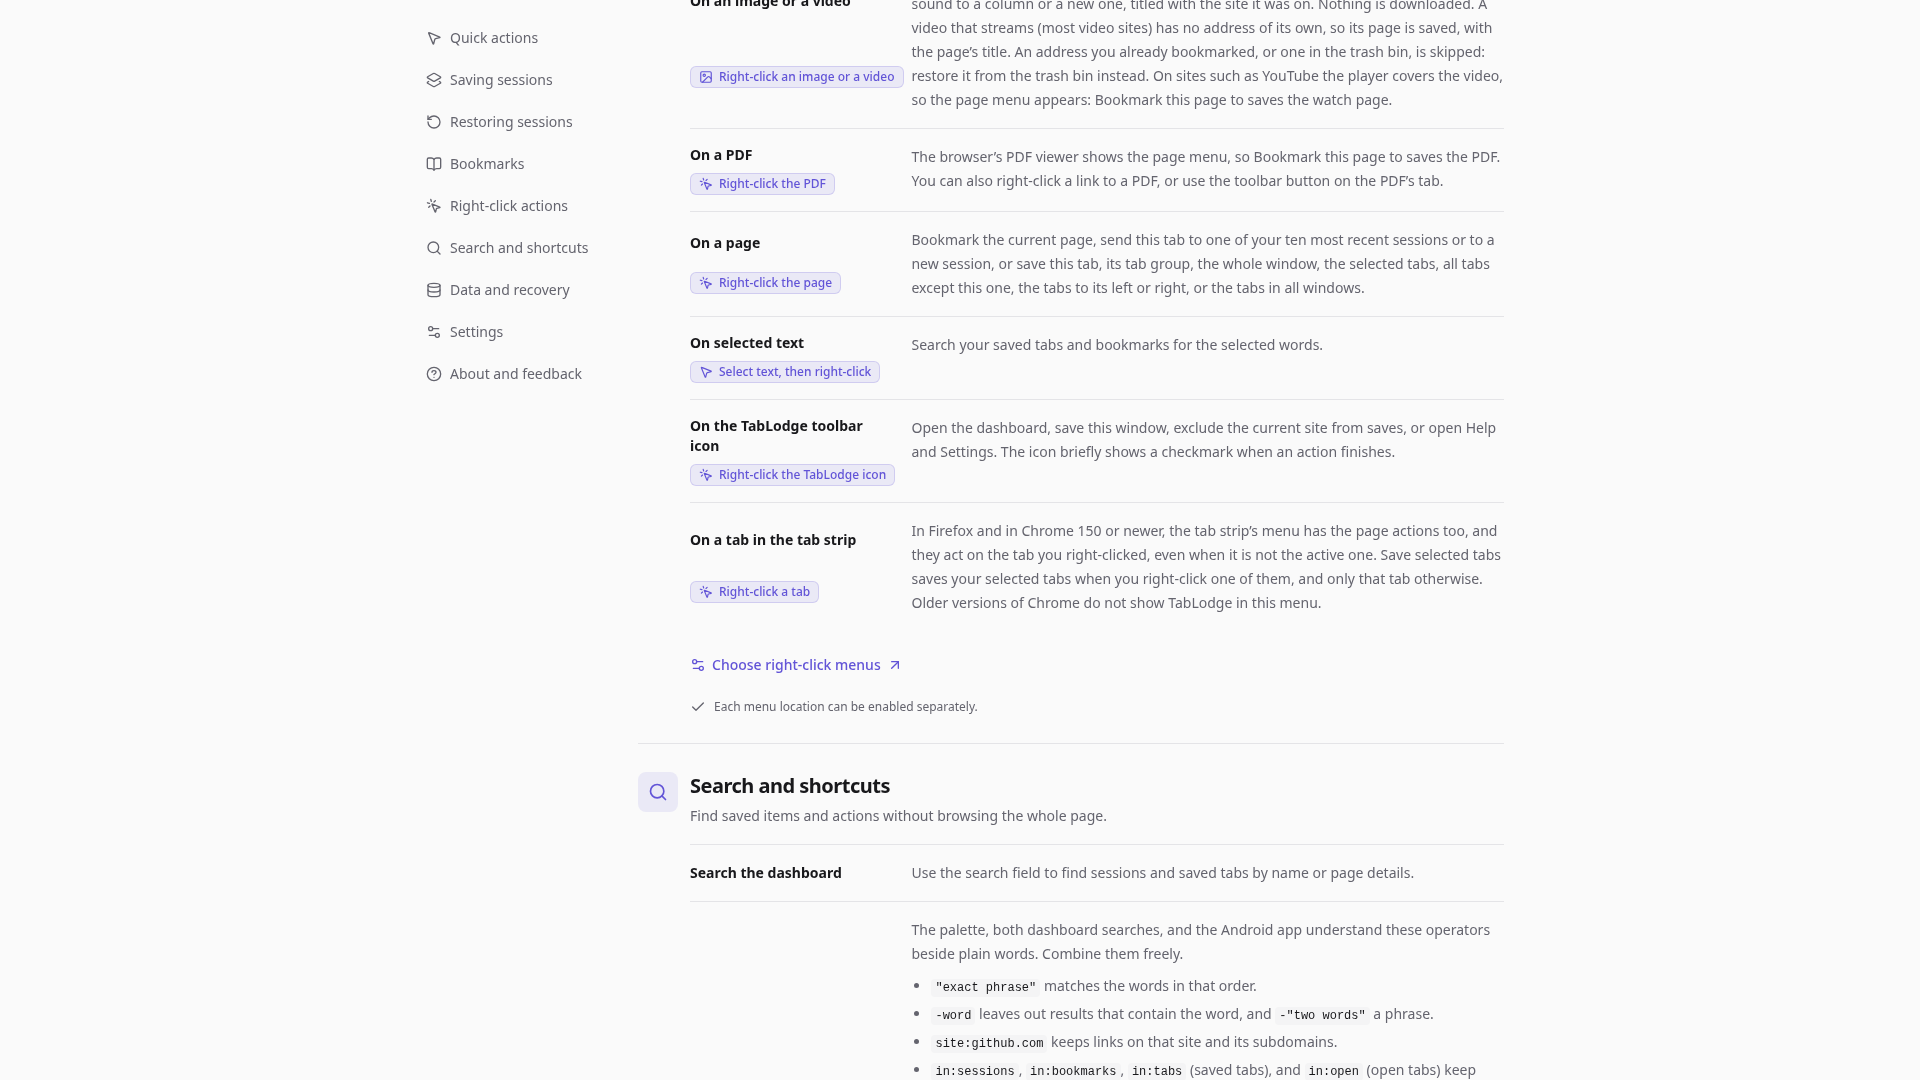 Quick actions
Saving sessions
Restoring sessions
Bookmarks
Right-click actions
Search and shortcuts
Data and recovery
Settings
About and feedback
On an image or a video
Right-click an image or a video
sound to a column or a new one, titled with the site it was on. Nothing is downloaded. A
video that streams (most video sites) has no address of its own, so its page is saved, with
the page’s title. An address you already bookmarked, or one in the trash bin, is skipped:
restore it from the trash bin instead. On sites such as YouTube the player covers the video,
so the page menu appears: Bookmark this page to saves the watch page.
On a PDF
Right-click the PDF
The browser’s PDF viewer shows the page menu, so Bookmark this page to saves the PDF.
You can also right-click a link to a PDF, or use the toolbar button on the PDF’s tab.
On a page
Right-click the page
Bookmark the current page, send this tab to one of your ten most recent sessions or to a
new session, or save this tab, its tab group, the whole window, the selected tabs, all tabs
except this one, the tabs to its left or right, or the tabs in all windows.
On selected text
Select text, then right-click
Search your saved tabs and bookmarks for the selected words.
On the TabLodge toolbar
icon
Right-click the TabLodge icon
Open the dashboard, save this window, exclude the current site from saves, or open Help
and Settings. The icon briefly shows a checkmark when an action finishes.
On a tab in the tab strip
Right-click a tab
In Firefox and in Chrome 150 or newer, the tab strip’s menu has the page actions too, and
they act on the tab you right-clicked, even when it is not the active one. Save selected tabs
saves your selected tabs when you right-click one of them, and only that tab otherwise.
Older versions of Chrome do not show TabLodge in this menu.
Choose right-click menus
Each menu location can be enabled separately.
Search and shortcuts
Find saved items and actions without browsing the whole page.
Search the dashboard
Use the search field to find sessions and saved tabs by name or page details.
The palette, both dashboard searches, and the Android app understand these operators
beside plain words. Combine them freely.
"exact phrase" matches the words in that order.
-word leaves out results that contain the word, and -"two words" a phrase.
site:github.com keeps links on that site and its subdomains.
in:sessions, in:bookmarks, in:tabs (saved tabs), and in:open (open tabs) keep